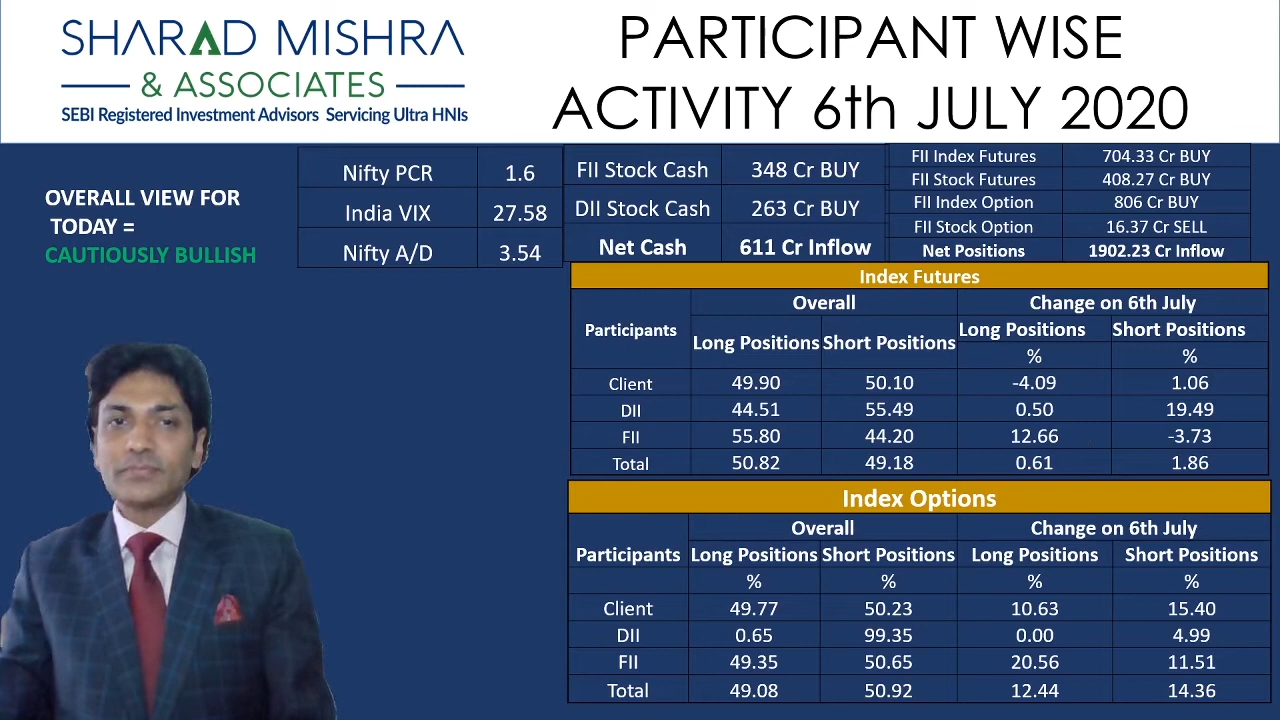 SHARAD MISHRA
& ASSOCIATES
SEBI Registered Investment Advisors Servicing Ultra HNIs
PARTICIPANT WISE
ACTIVITY 6th JULY 2020
OVERALL VIEW FOR
TODAY =
CAUTIOUSLY BULLISH
Nifty PCR 1.6
India VIX 27.58
Nifty A/D 3.54
FII Stock Cash 348 Cr BUY
DII Stock Cash 263 Cr BUY
Net Cash 611 Cr Inflow
FII Index Futures 704.33 Cr BUY
FII Stock Futures 408.27 Cr BUY
FII Index Option 806 Cr BUY
FII Stock Option 16.37 Cr SELL
Net Positions 1902.23 Cr Inflow
Index Futures
Overall Change on 6th July
Participants Long Positions Short Positions Long Positions Short Positions
% %
Client 49.90 50.10 -4.09 1.06
DII 44.51 55.49 0.50 19.49
FII 55.80 44.20 12.66 -3.73
Total 50.82 49.18 0.61 1.86
Index Options
Overall Change on 6th July
Participants Long Positions Short Positions Long Positions Short Positions
% % % %
Client 49.77 50.23 10.63 15.40
DII 0.65 99.35 0.00 4.99
FII 49.35 50.65 20.56 11.51
Total 49.08 50.92 12.44 14.36